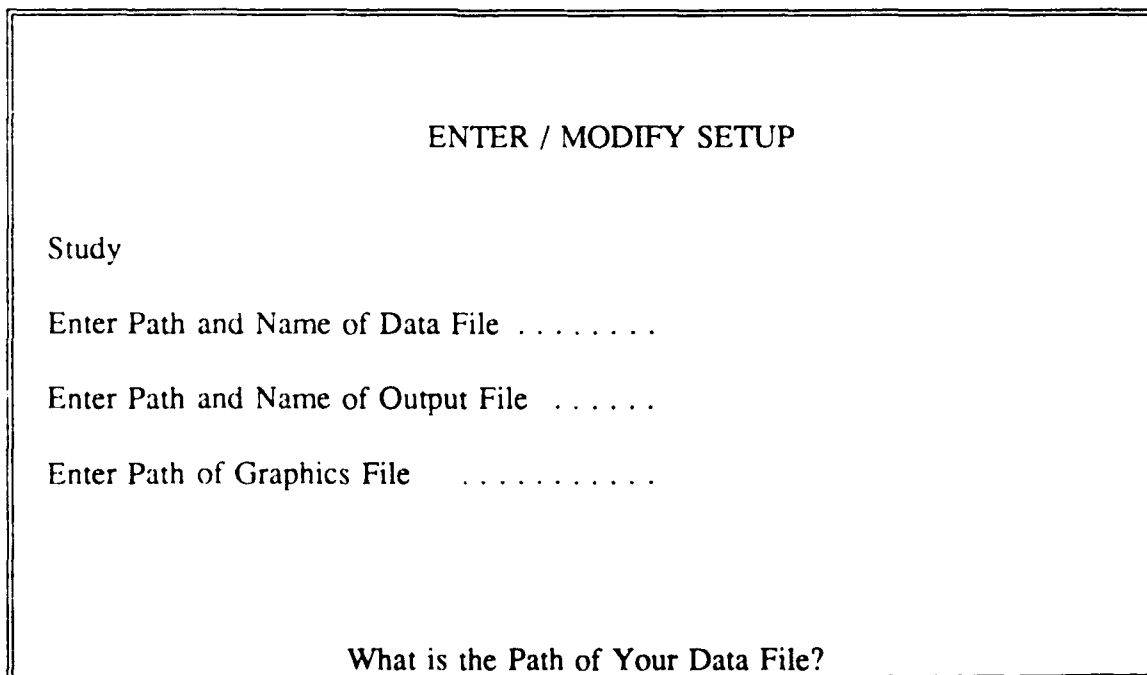 ENTER / MODIFY SETUP
Study
Enter Path and Name of Data File . . . . . . . .
Enter Path and Name of Output File . . . . . .
Enter Path of Graphics File . . . . . . . . . . .
What is the Path of Your Data File?